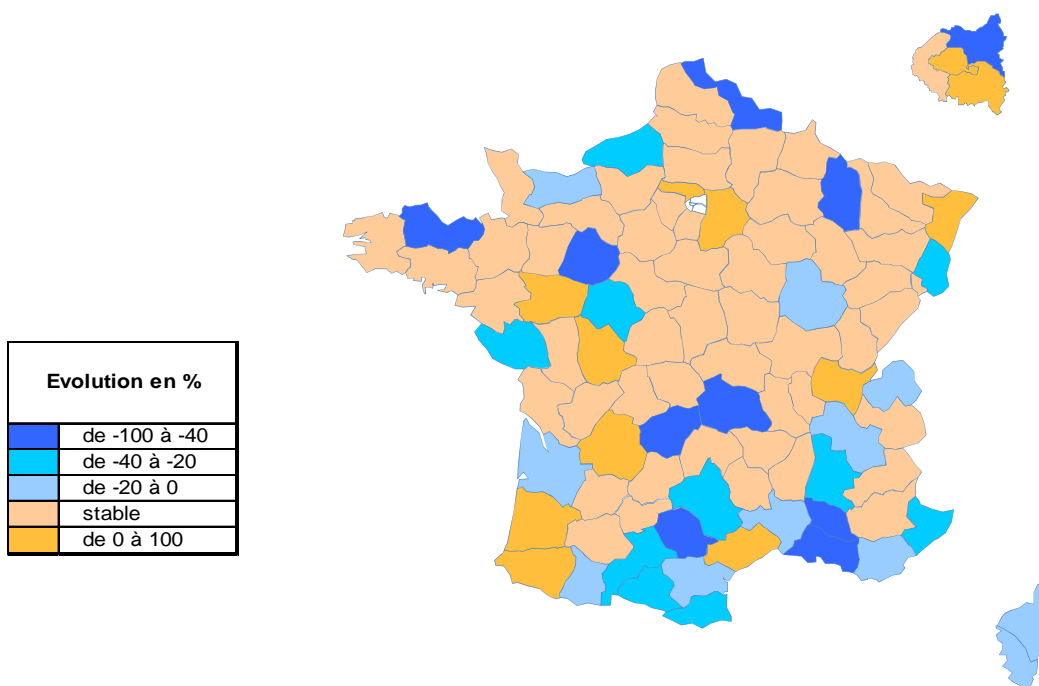 Evolution en %
de -100 à -40
de -40 à -20
de -20 à 0
stable
de 0 à 100